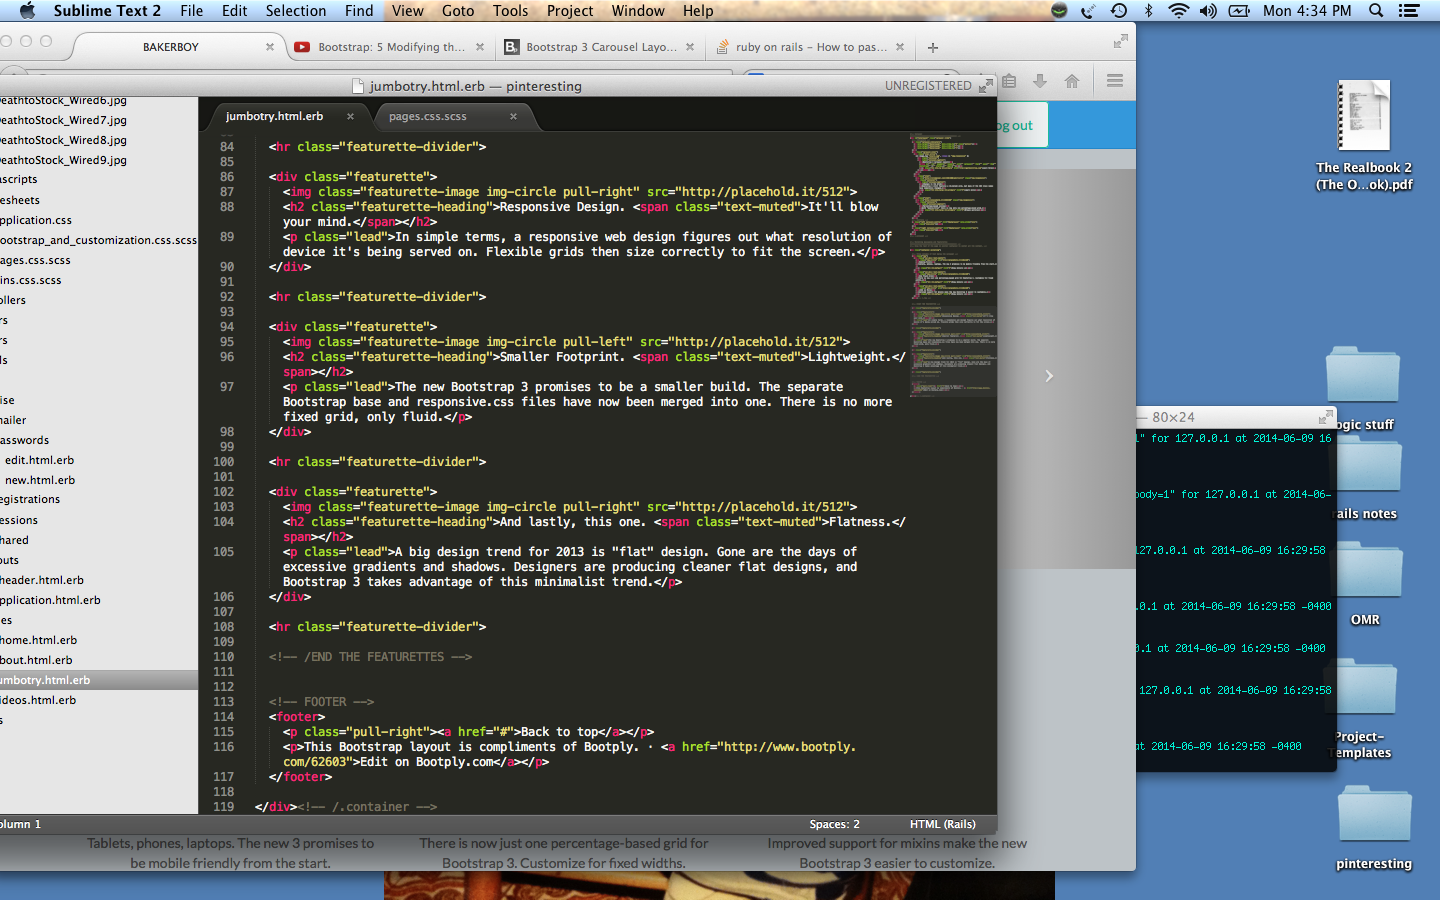 Sublime Text 2 File Edit Selection Find View Goto Tools Project Window Help Mon 4:34 PM
BAKERBOY Bootstrap: 5 Modifying th... Bootstrap 3 Carousel Layo... ruby on rails - How to pas...
jumbotry.html.erb — pinteresting UNREGISTERED
og out
jumbotry.html.erb pages.css.scss
eathtoStock_Wired6.jpg
eathtoStock_Wired7.jpg
eathtoStock_Wired8.jpg
eathtoStock_Wired9.jpg
ascripts
esheets
pplication.css
ootstrap_and_customization.css.scss
ages.css.scss
ins.css.scss
ollers
rs
rs
ls
ise
nailer
asswords
edit.html.erb
new.html.erb
egistrations
essions
hared
outs
header.html.erb
pplication.html.erb
es
home.html.erb
bout.html.erb
umbotry.html.erb
ideos.html.erb
s
84 <hr class="featurette-divider">
85
86 <div class="featurette">
87 <img class="featurette-image img-circle pull-right" src="http://placehold.it/512">
88 <h2 class="featurette-heading">Responsive Design. <span class="text-muted">It'll blow
your mind.</span></h2>
89 <p class="lead">In simple terms, a responsive web design figures out what resolution of
device it's being served on. Flexible grids then size correctly to fit the screen.</p>
90 </div>
91
92 <hr class="featurette-divider">
93
94 <div class="featurette">
95 <img class="featurette-image img-circle pull-left" src="http://placehold.it/512">
96 <h2 class="featurette-heading">Smaller Footprint. <span class="text-muted">Lightweight.</
span></h2>
97 <p class="lead">The new Bootstrap 3 promises to be a smaller build. The separate
Bootstrap base and responsive.css files have now been merged into one. There is no more
fixed grid, only fluid.</p>
98 </div>
99
100 <hr class="featurette-divider">
101
102 <div class="featurette">
103 <img class="featurette-image img-circle pull-right" src="http://placehold.it/512">
104 <h2 class="featurette-heading">And lastly, this one. <span class="text-muted">Flatness.</
span></h2>
105 <p class="lead">A big design trend for 2013 is "flat" design. Gone are the days of
excessive gradients and shadows. Designers are producing cleaner flat designs, and
Bootstrap 3 takes advantage of this minimalist trend.</p>
106 </div>
107
108 <hr class="featurette-divider">
109
110 <!-- /END THE FEATURETTES -->
111
112
113 <!-- FOOTER -->
114 <footer>
115 <p class="pull-right"><a href="#">Back to top</a></p>
116 <p>This Bootstrap layout is compliments of Bootply. · <a href="http://www.bootply.
com/62603">Edit on Bootply.com</a></p>
117 </footer>
118
119 </div><!-- /.container -->
olumn 1 Spaces: 2 HTML (Rails)
Tablets, phones, laptops. The new 3 promises to
be mobile friendly from the start.
There is now just one percentage-based grid for
Bootstrap 3. Customize for fixed widths.
Improved support for mixins make the new
Bootstrap 3 easier to customize.
— 80×24
l" for 127.0.0.1 at 2014-06-09 16
body=1" for 127.0.0.1 at 2014-06-
127.0.0.1 at 2014-06-09 16:29:58
0.0.1 at 2014-06-09 16:29:58 -0400
0.1 at 2014-06-09 16:29:58 -0400
127.0.0.1 at 2014-06-09 16:29:58
at 2014-06-09 16:29:58 -0400
The Realbook 2
(The O...ok).pdf
ogic stuff
rails notes
OMR
Project-
Templates
pinteresting